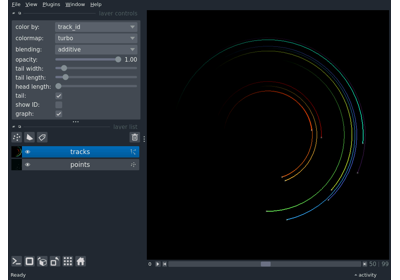 File View Plugins Window Help
layer controls
color by: track_id
colormap: turbo
blending: additive
opacity: 1.00
tail width:
tail length:
head length:
tail:
show ID:
graph:
layer list
tracks
points
Ready
50 99
activity